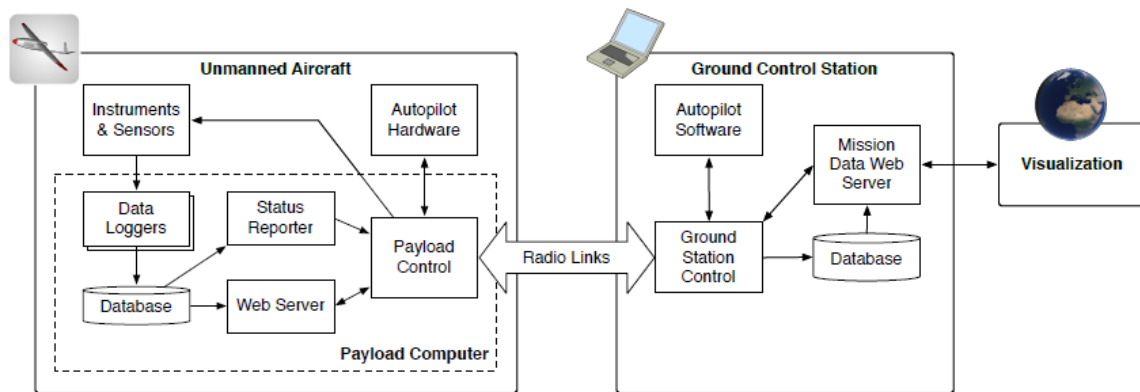 Unmanned Aircraft
Instruments
& Sensors
Autopilot
Hardware
Data
Loggers
Status
Reporter
Payload
Control
Database
Web Server
Payload Computer
Radio Links
Ground Control Station
Autopilot
Software
Mission
Data Web
Server
Ground
Station
Control
Database
Visualization